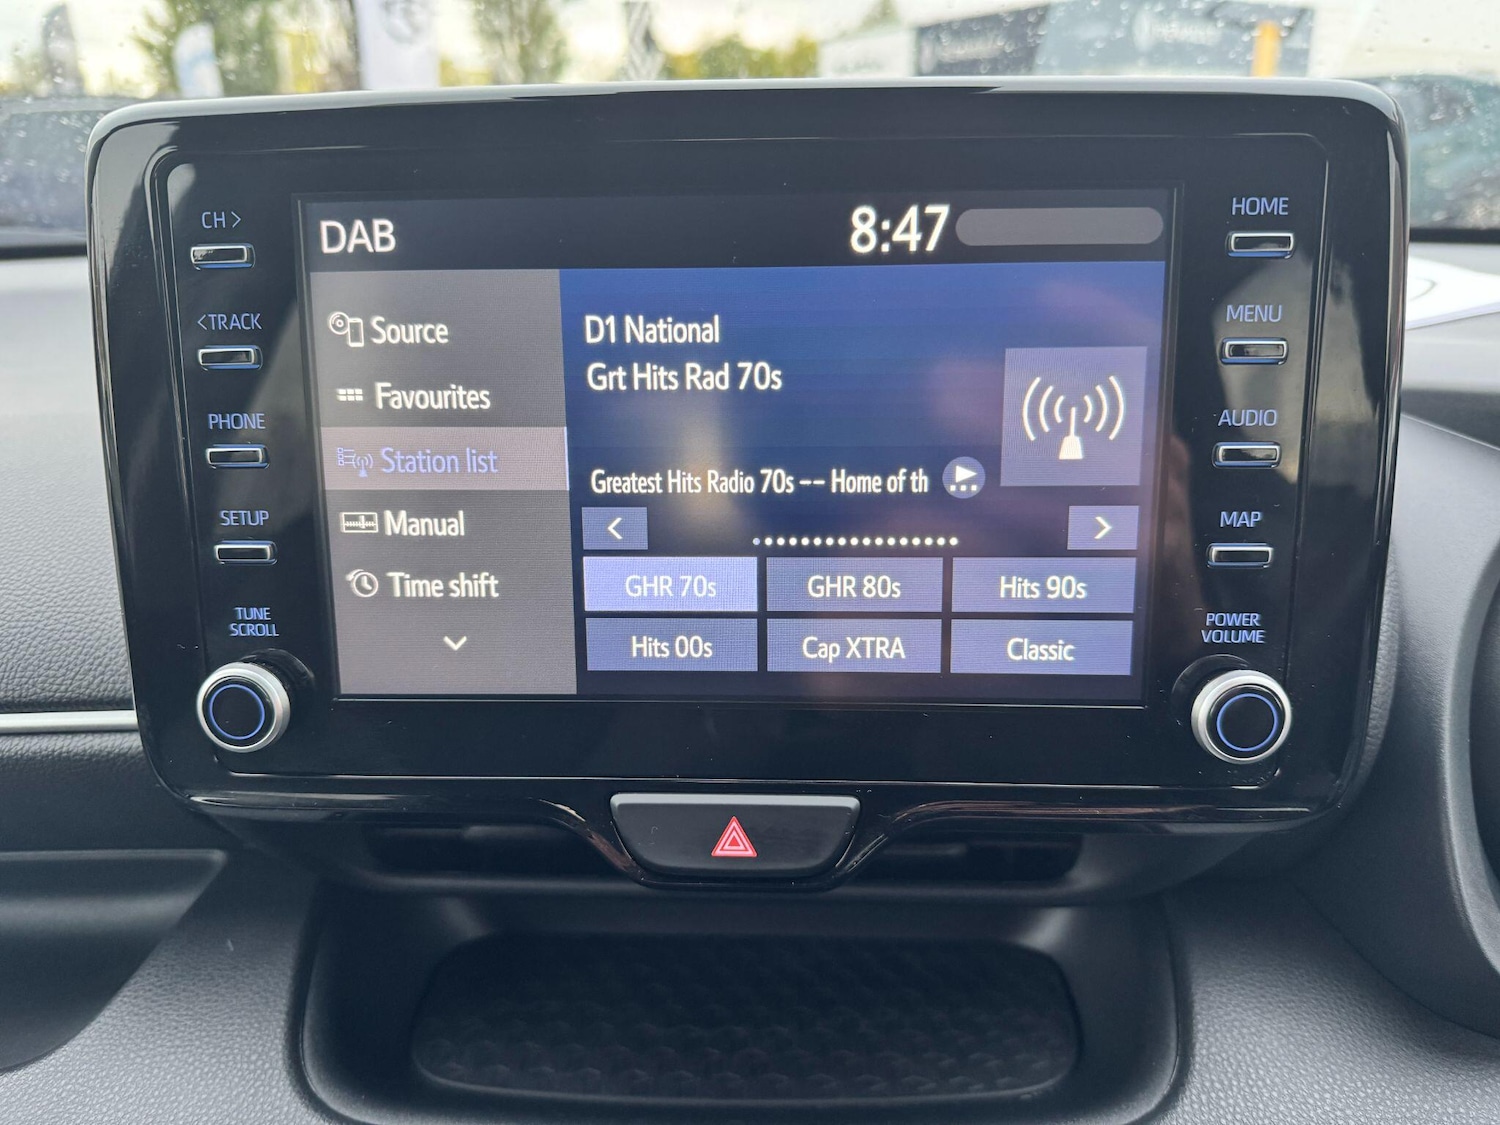 CH >
<TRACK
PHONE
SETUP
TUNE
SCROLL
DAB
8:47
Source
Favourites
Station list
Manual
Time shift
D1 National
Grt Hits Rad 70s
Greatest Hits Radio 70s -- Home of th
<
>
GHR 70s
GHR 80s
Hits 90s
Hits 00s
Cap XTRA
Classic
HOME
MENU
AUDIO
MAP
POWER
VOLUME